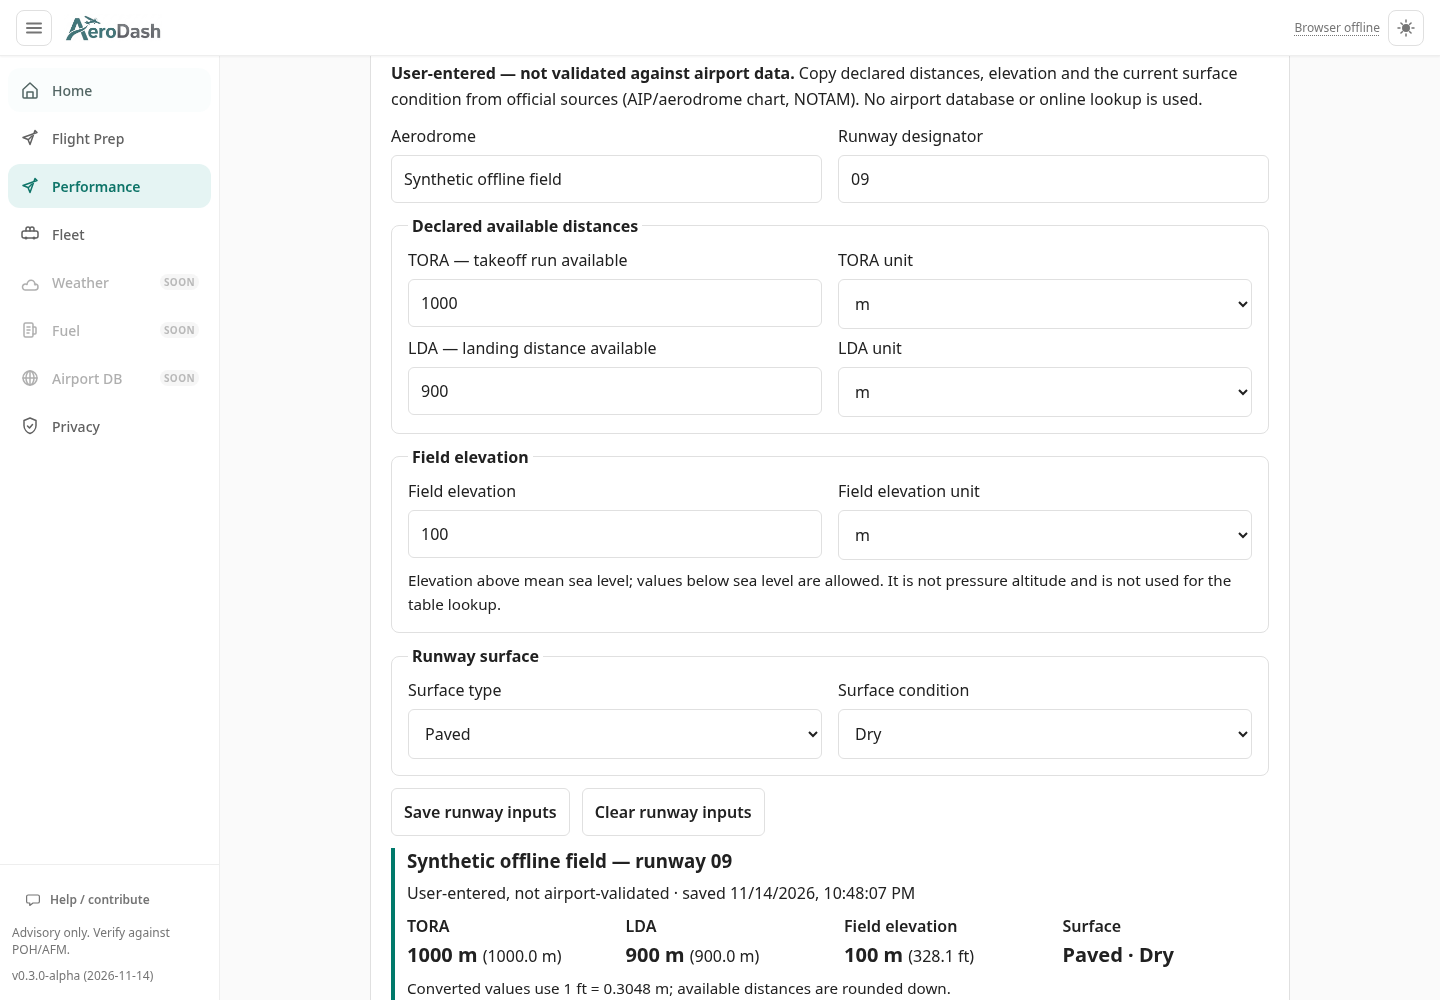 AeroDash
Browser offline
Home
Flight Prep
Performance
Fleet
Weather SOON
Fuel SOON
Airport DB SOON
Privacy
Help / contribute
Advisory only. Verify against
POH/AFM.
v0.3.0-alpha (2026-11-14)
User-entered — not validated against airport data. Copy declared distances, elevation and the current surface
condition from official sources (AIP/aerodrome chart, NOTAM). No airport database or online lookup is used.
Aerodrome Runway designator
Synthetic offline field 09
Declared available distances
TORA — takeoff run available TORA unit
1000 m
LDA — landing distance available LDA unit
900 m
Field elevation
Field elevation Field elevation unit
100 m
Elevation above mean sea level; values below sea level are allowed. It is not pressure altitude and is not used for the
table lookup.
Runway surface
Surface type Surface condition
Paved Dry
Save runway inputs Clear runway inputs
Synthetic offline field — runway 09
User-entered, not airport-validated · saved 11/14/2026, 10:48:07 PM
TORA LDA Field elevation Surface
1000 m (1000.0 m) 900 m (900.0 m) 100 m (328.1 ft) Paved · Dry
Converted values use 1 ft = 0.3048 m; available distances are rounded down.